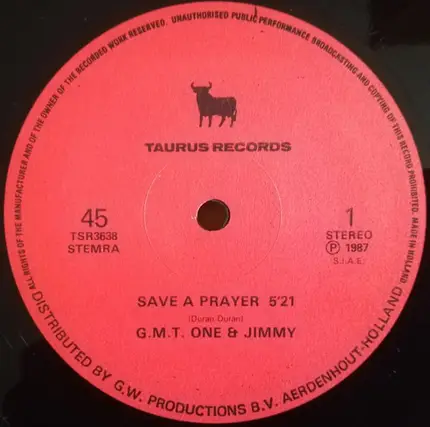 ALL RIGHTS OF THE MANUFACTURER AND OF THE OWNER OF THE RECORDED WORK RESERVED. UNAUTHORISED PUBLIC PERFORMANCE BROADCASTING AND COPYING OF THIS RECORD PROHIBITED. MADE IN HOLLAND
TAURUS RECORDS
45
TSR3638
STEMRA
1
STEREO
Ⓟ 1987
S.I.A.E.
SAVE A PRAYER 5'21
(Duran-Duran)
G.M.T. ONE & JIMMY
DISTRIBUTED BY G.W. PRODUCTIONS B.V. AERDENHOUT-HOLLAND